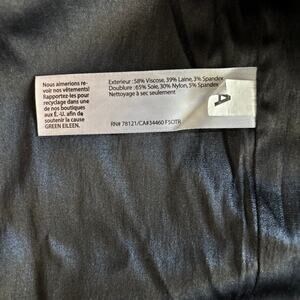 Nous aimerions re-
voir nos vêtements!
Rapportez-les pour
recyclage dans une
de nos boutiques
aux É.-U. afin de
soutenir la cause
GREEN EILEEN.
Exterieur : 58% Viscose, 39% Laine, 3% Spandex
Doublure : 65% Soie, 30% Nylon, 5% Spandex
Nettoyage à sec seulement
RN# 78121/CA#34460 F5OTR
A